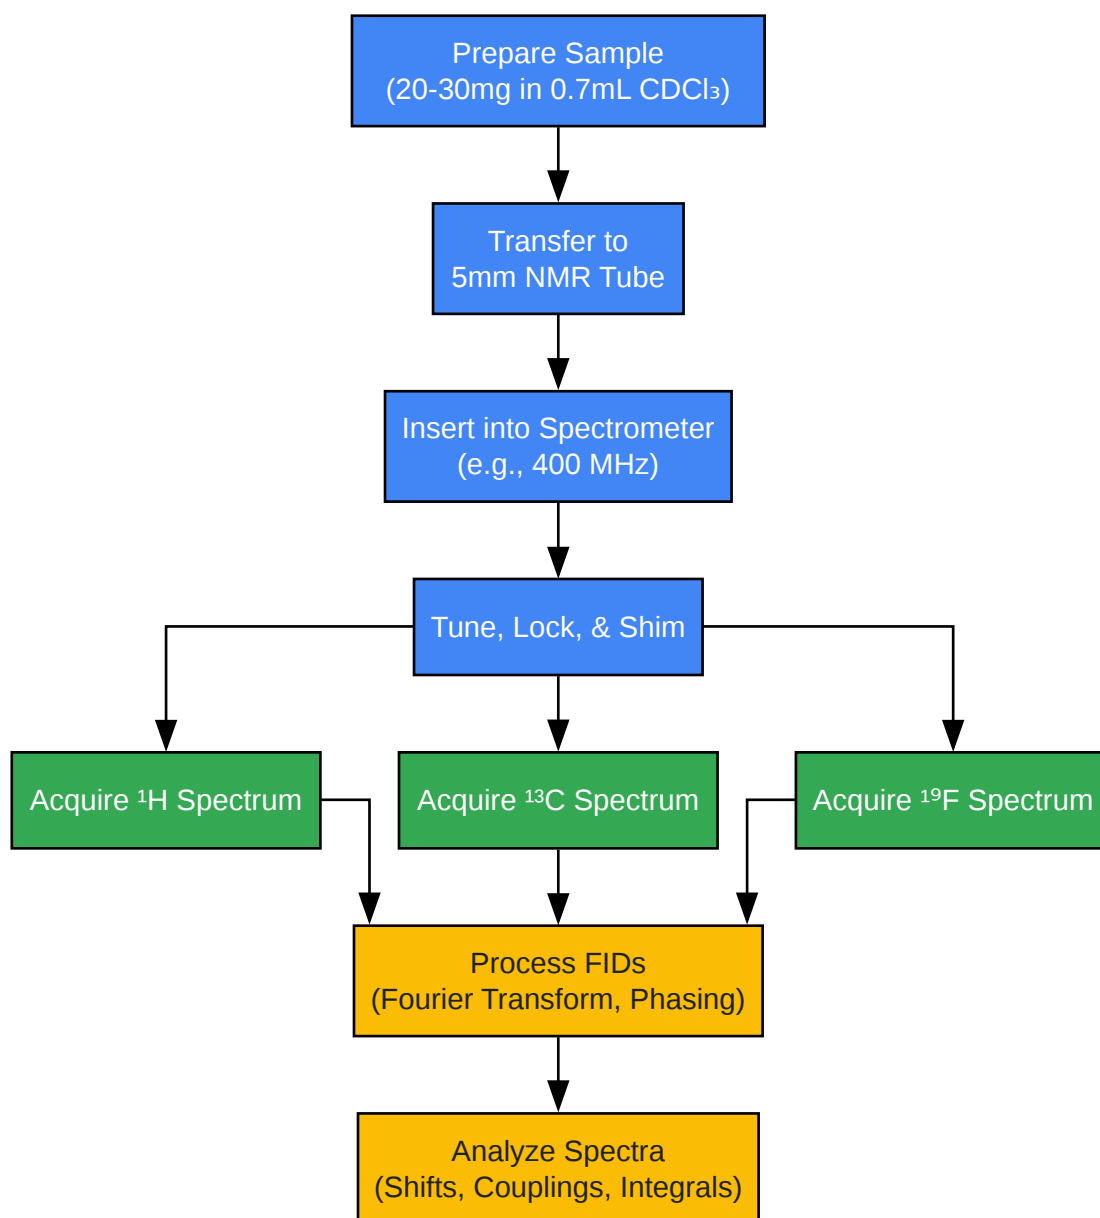 Prepare Sample
(20-30mg in 0.7mL CDCl₃)
Transfer to
5mm NMR Tube
Insert into Spectrometer
(e.g., 400 MHz)
Tune, Lock, & Shim
Acquire ¹H Spectrum
Acquire ¹³C Spectrum
Acquire ¹⁹F Spectrum
Process FIDs
(Fourier Transform, Phasing)
Analyze Spectra
(Shifts, Couplings, Integrals)